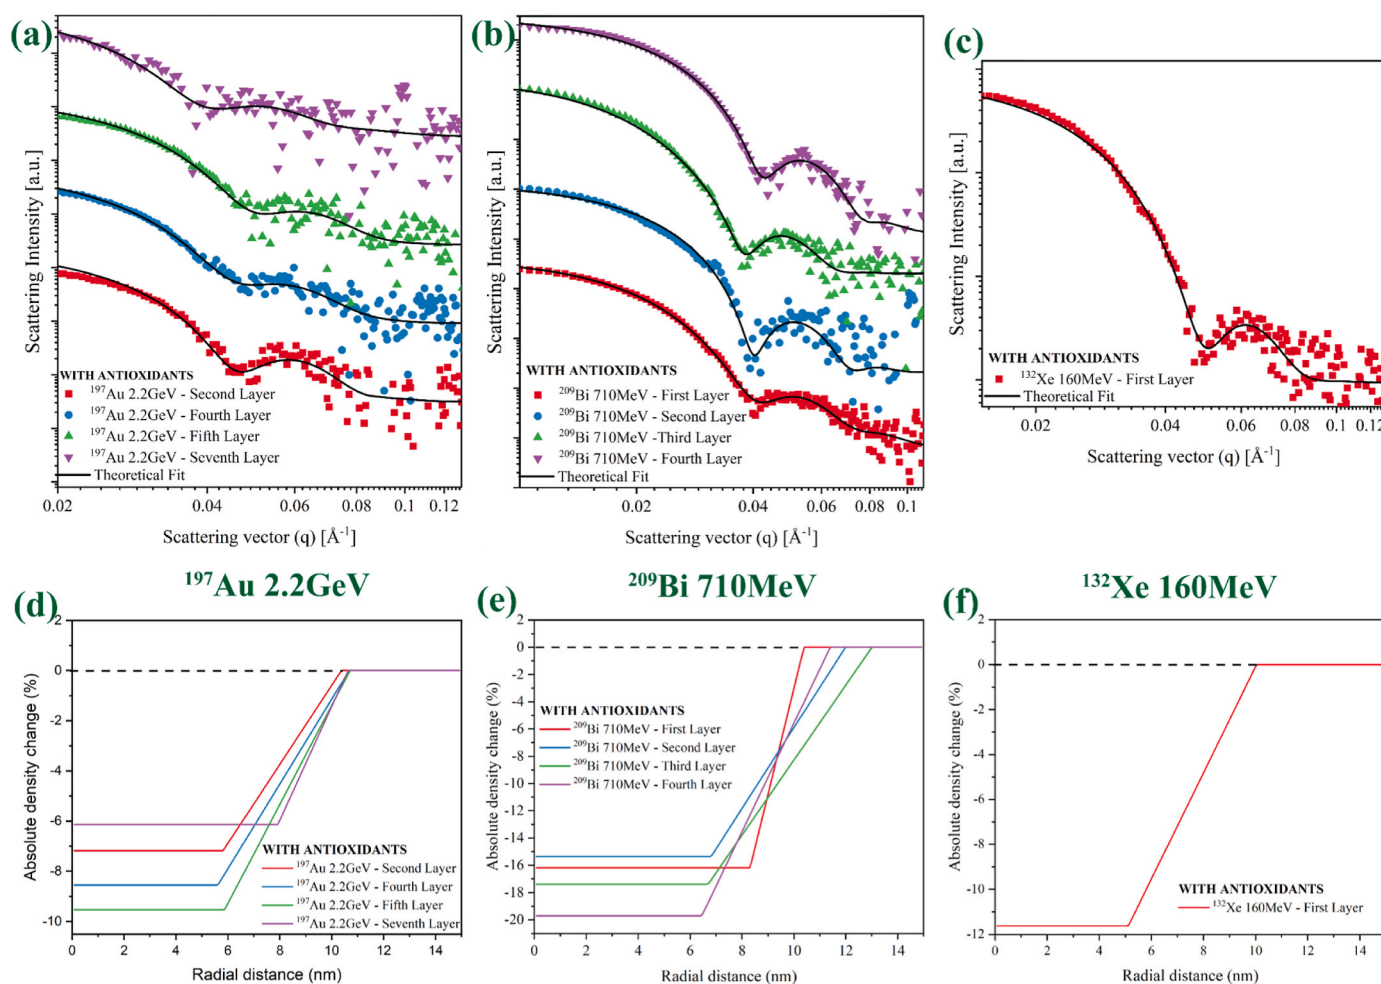 (a)
Scattering Intensity [a.u.]
WITH ANTIOXIDANTS
¹⁹⁷Au 2.2GeV - Second Layer
¹⁹⁷Au 2.2GeV - Fourth Layer
¹⁹⁷Au 2.2GeV - Fifth Layer
¹⁹⁷Au 2.2GeV - Seventh Layer
Theoretical Fit
0.02 0.04 0.06 0.08 0.1 0.12
Scattering vector (q) [Å⁻¹]
(b)
Scattering Intensity [a.u.]
WITH ANTIOXIDANTS
²⁰⁹Bi 710MeV - First Layer
²⁰⁹Bi 710MeV - Second Layer
²⁰⁹Bi 710MeV -Third Layer
²⁰⁹Bi 710MeV - Fourth Layer
Theoretical Fit
0.02 0.04 0.06 0.08 0.1
Scattering vector (q) [Å⁻¹]
(c)
Scattering Intensity [a.u.]
WITH ANTIOXIDANTS
¹³²Xe 160MeV - First Layer
Theoretical Fit
0.02 0.04 0.06 0.08 0.1 0.12
Scattering vector (q) [Å⁻¹]
¹⁹⁷Au 2.2GeV
(d)
Absolute density change (%)
2
0
-2
-4
-6
-8
-10
WITH ANTIOXIDANTS
¹⁹⁷Au 2.2GeV - Second Layer
¹⁹⁷Au 2.2GeV - Fourth Layer
¹⁹⁷Au 2.2GeV - Fifth Layer
¹⁹⁷Au 2.2GeV - Seventh Layer
0 2 4 6 8 10 12 14
Radial distance (nm)
²⁰⁹Bi 710MeV
(e)
Absolute density change (%)
2
0
-2
-4
-6
-8
-10
-12
-14
-16
-18
-20
WITH ANTIOXIDANTS
²⁰⁹Bi 710MeV - First Layer
²⁰⁹Bi 710MeV - Second Layer
²⁰⁹Bi 710MeV - Third Layer
²⁰⁹Bi 710MeV - Fourth Layer
0 2 4 6 8 10 12 14
Radial distance (nm)
¹³²Xe 160MeV
(f)
Absolute density change (%)
2
0
-2
-4
-6
-8
-10
-12
WITH ANTIOXIDANTS
¹³²Xe 160MeV - First Layer
0 2 4 6 8 10 12 14
Radial distance (nm)